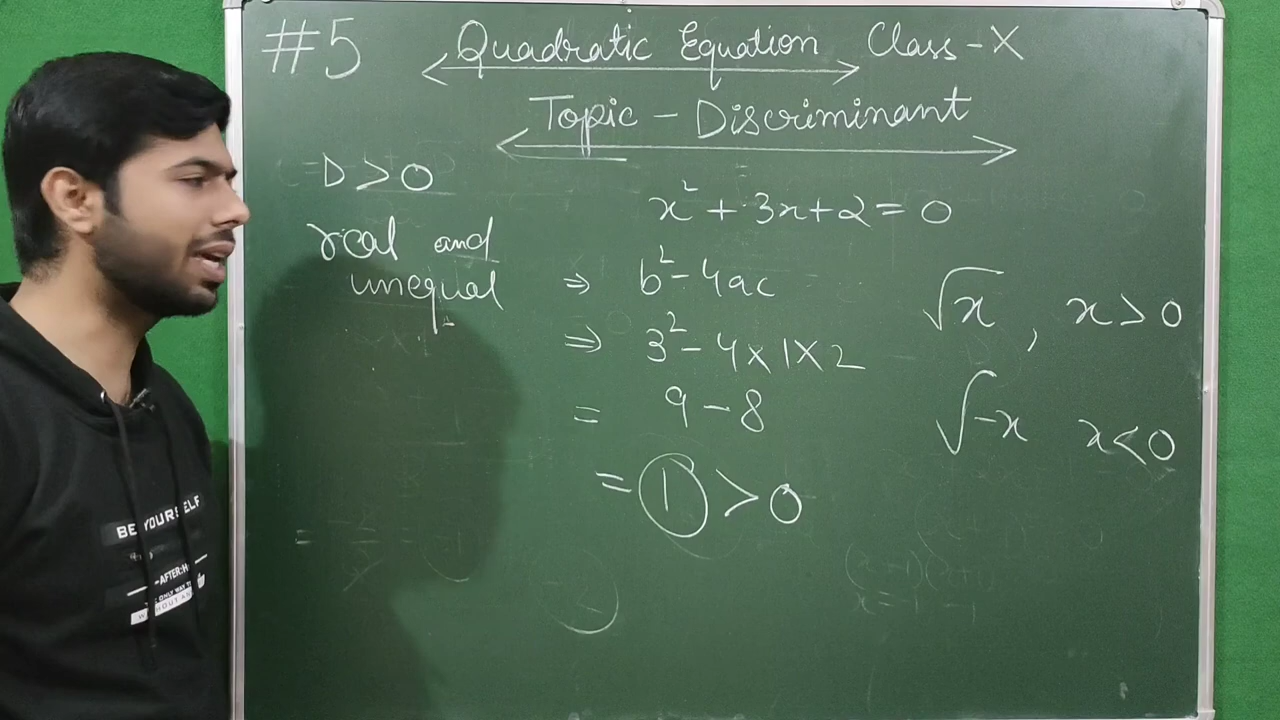 #5 Quadratic Equation Class-X
Topic - Discriminant
D > 0
real and
unequal
x² + 3x + 2 = 0
⇒ b² - 4ac
⇒ 3² - 4 × 1 × 2
= 9 - 8
= 1 > 0
√x , x > 0
√-x x < 0
BE YOURSELF
AFTER